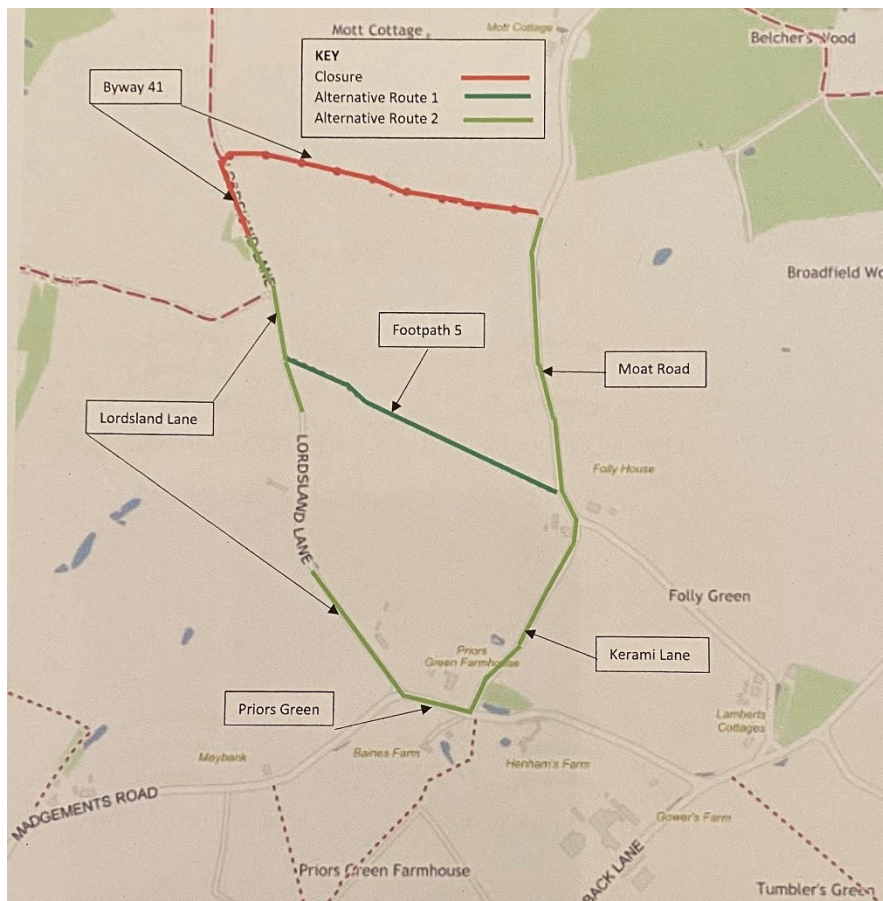 Mott Cottage
Mott Cottage
Belcher's Wood
KEY
Closure
Alternative Route 1
Alternative Route 2
Byway 41
LORDSLAND LANE
Broadfield Wo
Footpath 5
Moat Road
Lordsland Lane
LORDSLAND LANE
Folly House
Folly Green
Kerami Lane
Priors
Green Farmhouse
Priors Green
Lamberts
Cottages
Maybank
Baines Farm
Henham's Farm
MADGEMENTS ROAD
Gower's Farm
Priors Green Farmhouse
BACK LANE
Tumbler's Green